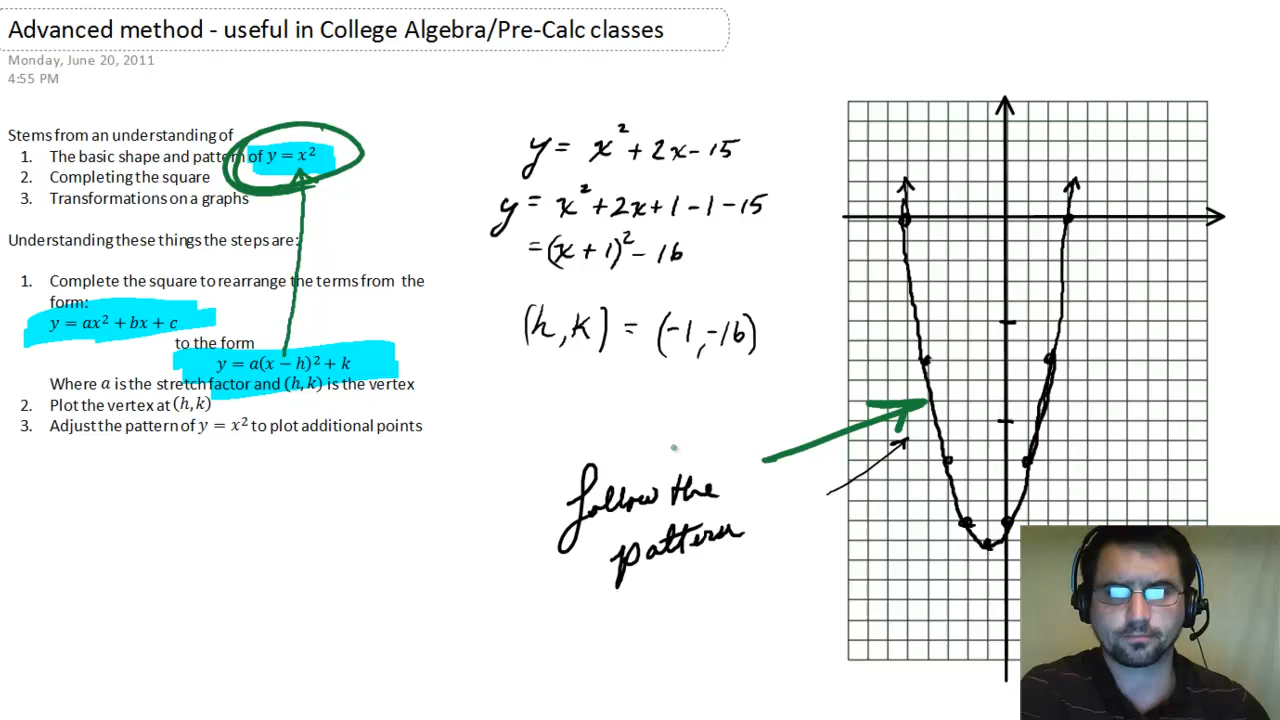 Advanced method - useful in College Algebra/Pre-Calc classes
Monday, June 20, 2011
4:55 PM
Stems from an understanding of
1. The basic shape and pattern of y = x²
2. Completing the square
3. Transformations on a graphs
Understanding these things the steps are:
1. Complete the square to rearrange the terms from the
form:
y = ax² + bx + c
to the form
y = a(x − h)² + k
Where a is the stretch factor and (h, k) is the vertex
2. Plot the vertex at (h, k)
3. Adjust the pattern of y = x² to plot additional points
y = x² + 2x - 15
y = x² + 2x + 1 - 1 - 15
= (x + 1)² - 16
(h, k) = (-1, -16)
follow the
pattern